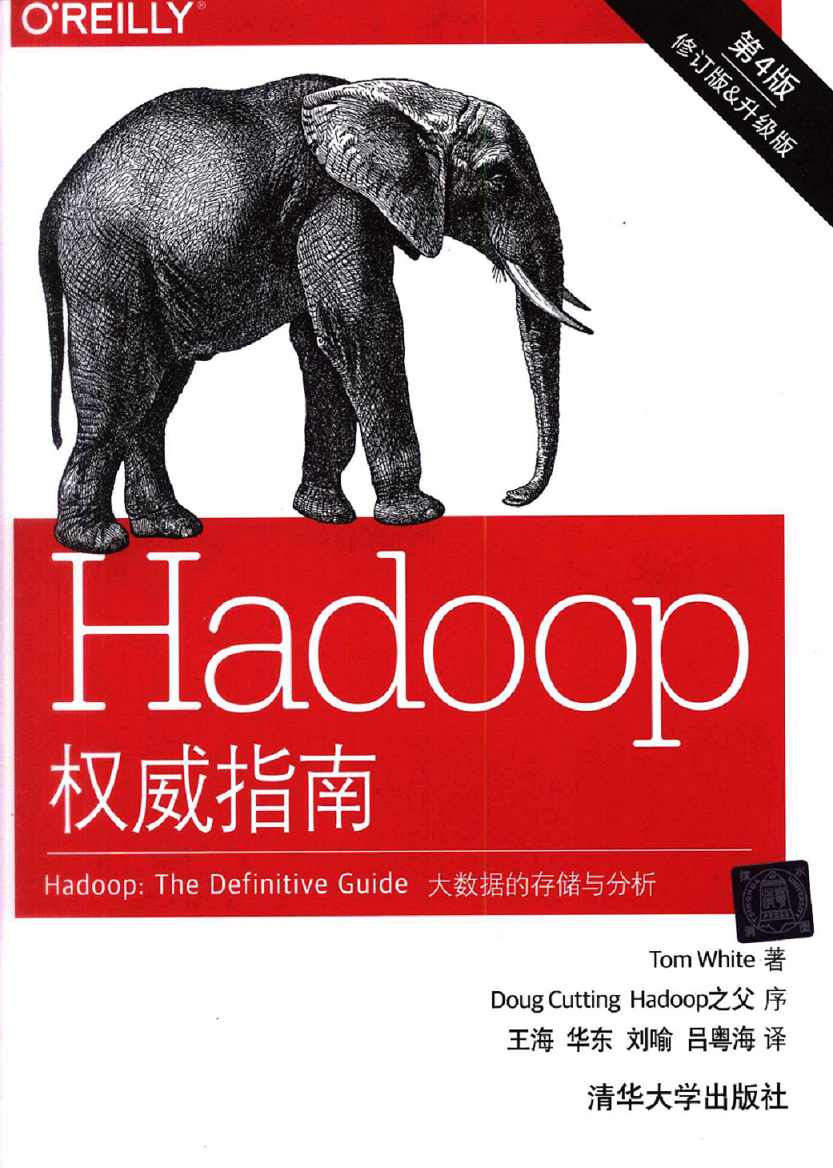 O'REILLY®
第4版
修订版&升级版
Hadoop
权威指南
Hadoop: The Definitive Guide 大数据的存储与分析
Tom White 著
Doug Cutting Hadoop之父 序
王海 华东 刘喻 吕粤海 译
清华大学出版社